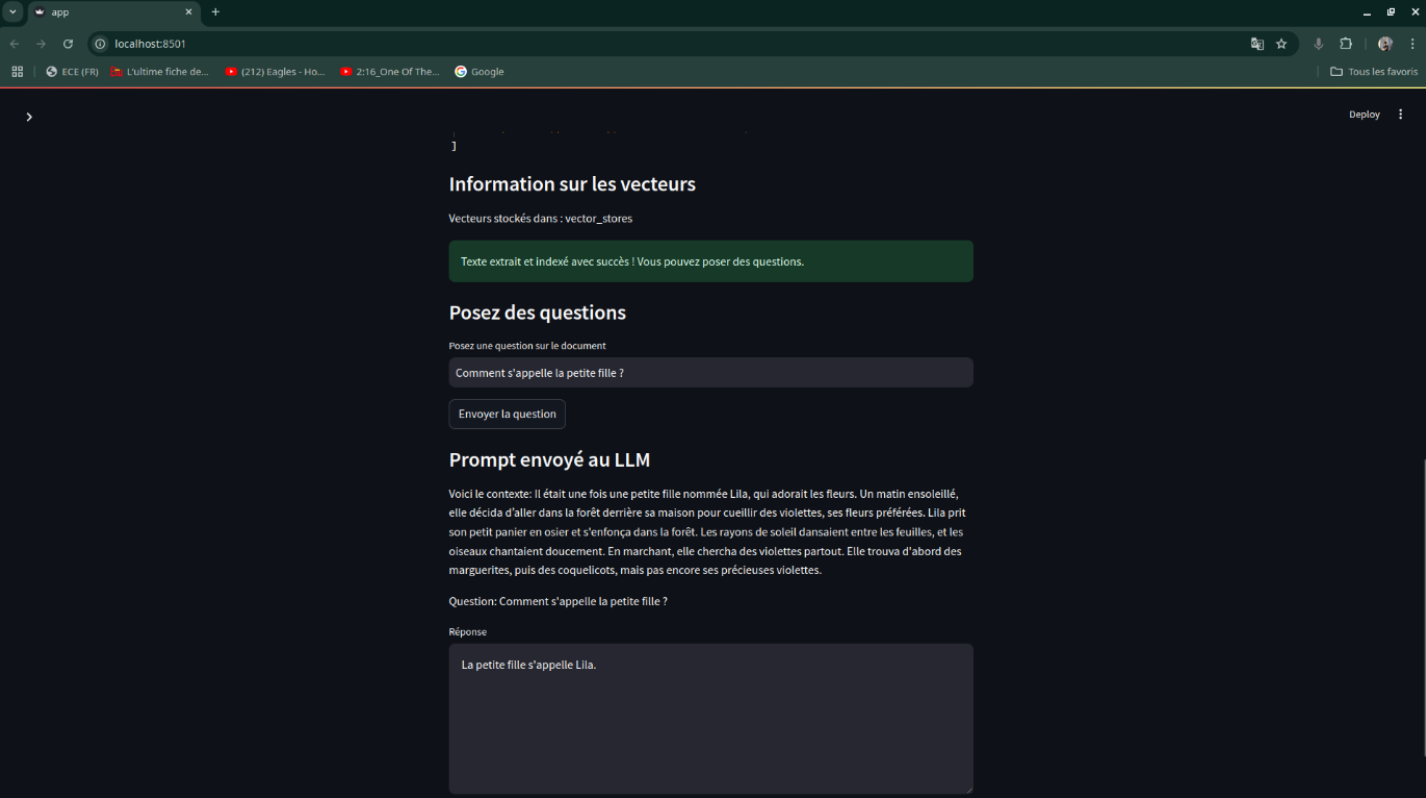 app
localhost:8501
ECE (FR) L'ultime fiche de... (212) Eagles - Ho... 2:16_One Of The... Google Tous les favoris
Deploy
]
Information sur les vecteurs
Vecteurs stockés dans : vector_stores
Texte extrait et indexé avec succès ! Vous pouvez poser des questions.
Posez des questions
Posez une question sur le document
Comment s'appelle la petite fille ?
Envoyer la question
Prompt envoyé au LLM
Voici le contexte: Il était une fois une petite fille nommée Lila, qui adorait les fleurs. Un matin ensoleillé,
elle décida d'aller dans la forêt derrière sa maison pour cueillir des violettes, ses fleurs préférées. Lila prit
son petit panier en osier et s'enfonça dans la forêt. Les rayons de soleil dansaient entre les feuilles, et les
oiseaux chantaient doucement. En marchant, elle chercha des violettes partout. Elle trouva d'abord des
marguerites, puis des coquelicots, mais pas encore ses précieuses violettes.
Question: Comment s'appelle la petite fille ?
Réponse
La petite fille s'appelle Lila.